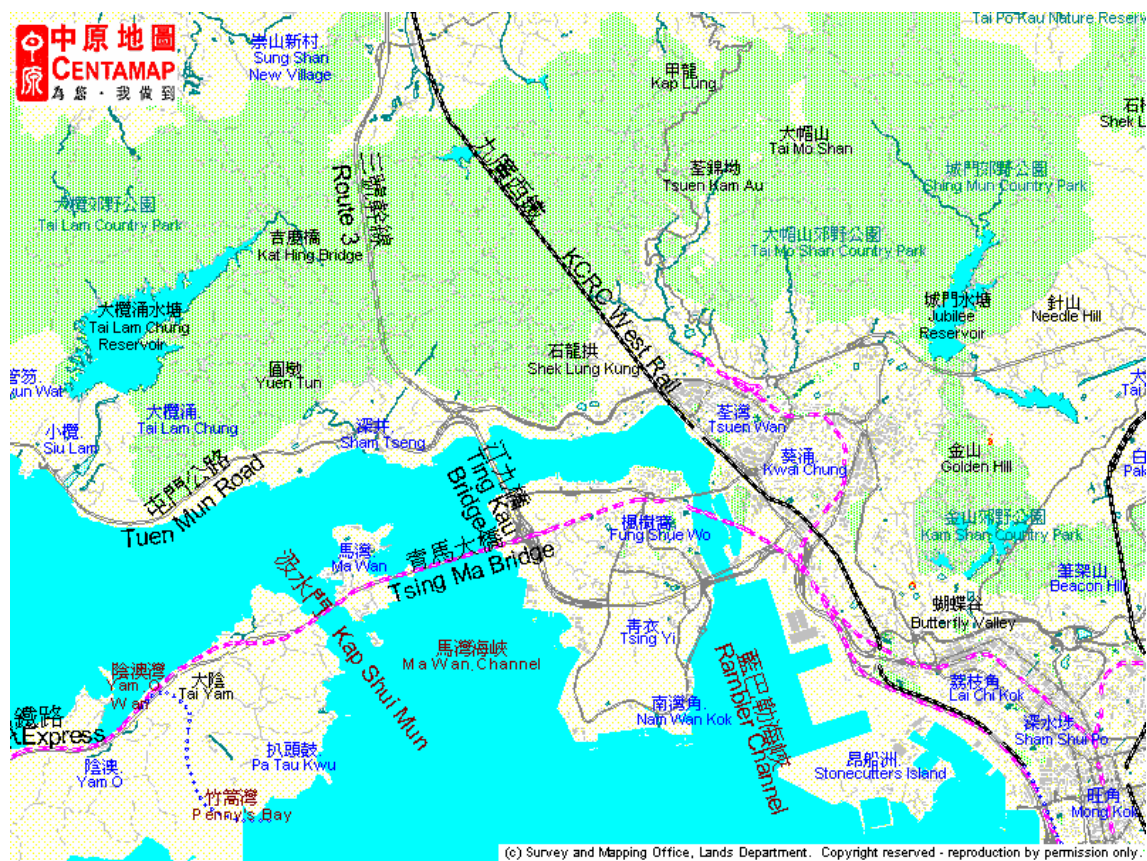 Tai Po Kau Nature Reserv
中原地圖
CENTAMAP
為您・我做到
崇山新村
Sung Shan
New Village
甲龍
Kap Lung
大帽山
Tai Mo Shan
Shek L
荃錦坳
Tsuen Kam Au
城門郊野公園
Shing Mun Country Park
九廣西鐵
KCRC West Rail
三號幹線
Route 3
大欖郊野公園
Tai Lam Country Park
吉慶橋
Kat Hing Bridge
大帽山郊野公園
Tai Mo Shan Country Park
大欖涌水塘
Tai Lam Chung
Reservoir
城門水塘
Jubilee
Reservoir
針山
Needle Hill
圓墩
Yuen Tun
石龍拱
Shek Lung Kung
管笏.
un Wat
大欖涌.
Tai Lam Chung
小欖.
Siu Lam
深井.
Sham Tseng
荃灣.
Tsuen Wan
大
Tai
葵涌.
Kwai Chung
金山
Golden Hill
白
Pak
屯門公路
Tuen Mun Road
汀九橋
Ting Kau
Bridge
楓樹窩
Fung Shue Wo
金山郊野公園
Kam Shan Country Park
馬灣.
Ma Wan
青馬大橋
Tsing Ma Bridge
筆架山
Beacon Hill
汲水門
Kap Shui Mun
蝴蝶谷
Butterfly Valley
青衣
Tsing Yi
馬灣海峽
Ma Wan Channel
藍巴勒海峽
Rambler Channel
陰澳灣
Yam O
Wan
大陰
Tai Yam
荔枝角
Lai Chi Kok
南灣角.
Nam Wan Kok
鐵路
Express
深水埗.
Sham Shui Po
扒頭鼓
Pa Tau Kwu
陰澳.
Yam O
昂船洲
Stonecutters Island
竹篙灣
Penny's Bay
旺角
Mong Kok
(c) Survey and Mapping Office, Lands Department. Copyright reserved - reproduction by permission only.